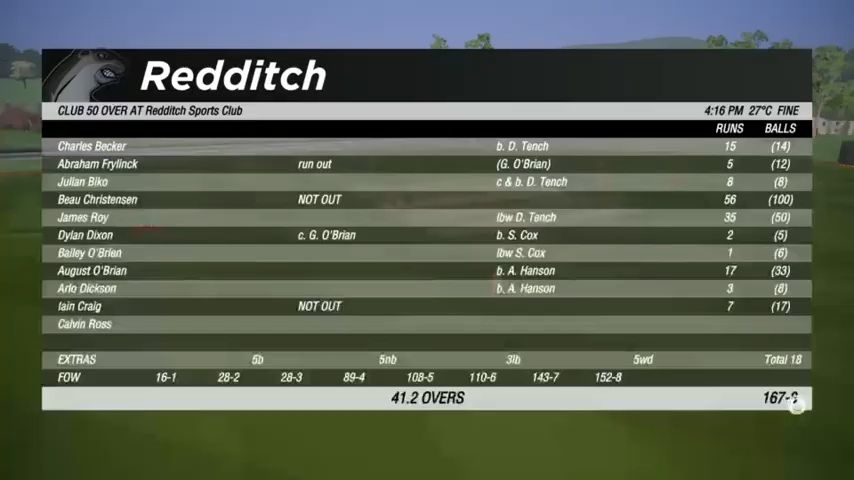 Redditch
CLUB 50 OVER AT Redditch Sports Club 4:16 PM 27°C FINE
RUNS BALLS
Charles Becker b. D. Tench 15 (14)
Abraham Frylinck run out (G. O'Brian) 5 (12)
Julian Biko c & b. D. Tench 8 (8)
Beau Christensen NOT OUT 56 (100)
James Roy lbw D. Tench 35 (50)
Dylan Dixon c. G. O'Brian b. S. Cox 2 (5)
Bailey O'Brien lbw S. Cox 1 (6)
August O'Brian b. A. Hanson 17 (33)
Arlo Dickson b. A. Hanson 3 (8)
Iain Craig NOT OUT 7 (17)
Calvin Ross
EXTRAS 5b 5nb 3lb 5wd Total 18
FOW 16-1 28-2 28-3 89-4 108-5 110-6 143-7 152-8
41.2 OVERS